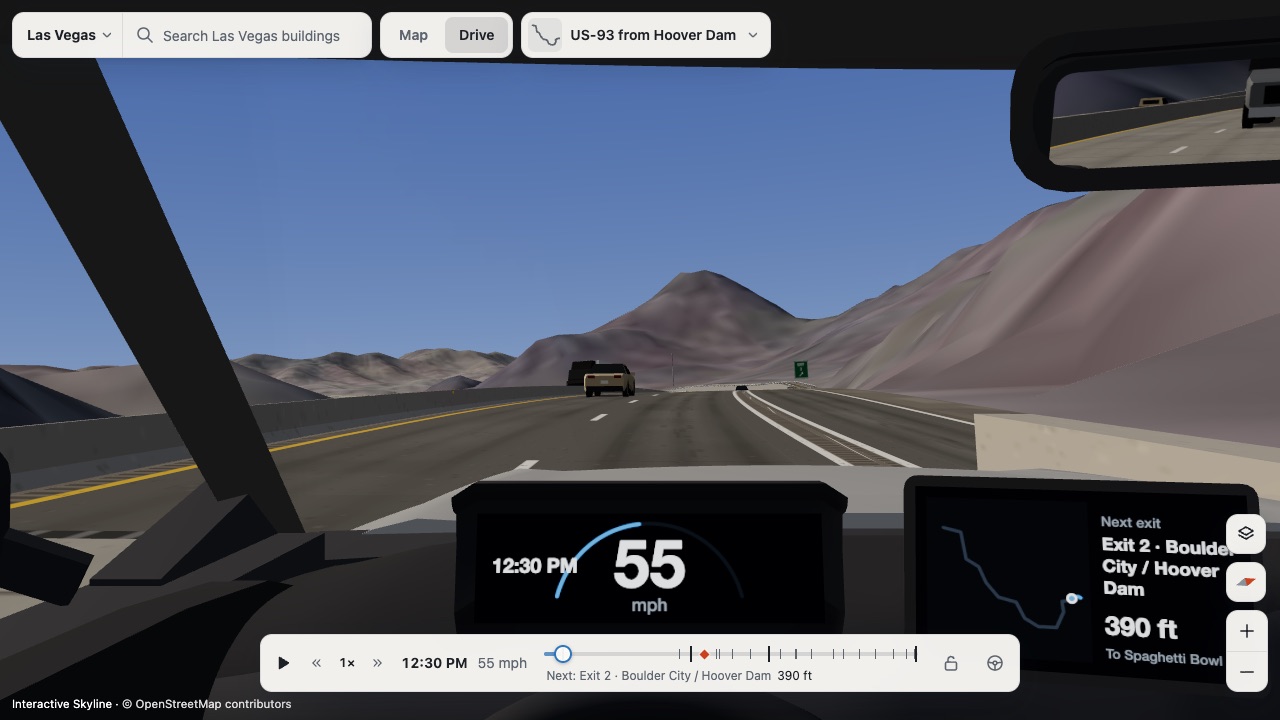 Las Vegas
Search Las Vegas buildings
Map
Drive
US-93 from Hoover Dam
12:30 PM
55
mph
Next exit
Exit 2 · Boulder
City / Hoover
Dam
390 ft
To Spaghetti Bowl
1×
12:30 PM
55 mph
Next: Exit 2 · Boulder City / Hoover Dam 390 ft
Interactive Skyline · © OpenStreetMap contributors